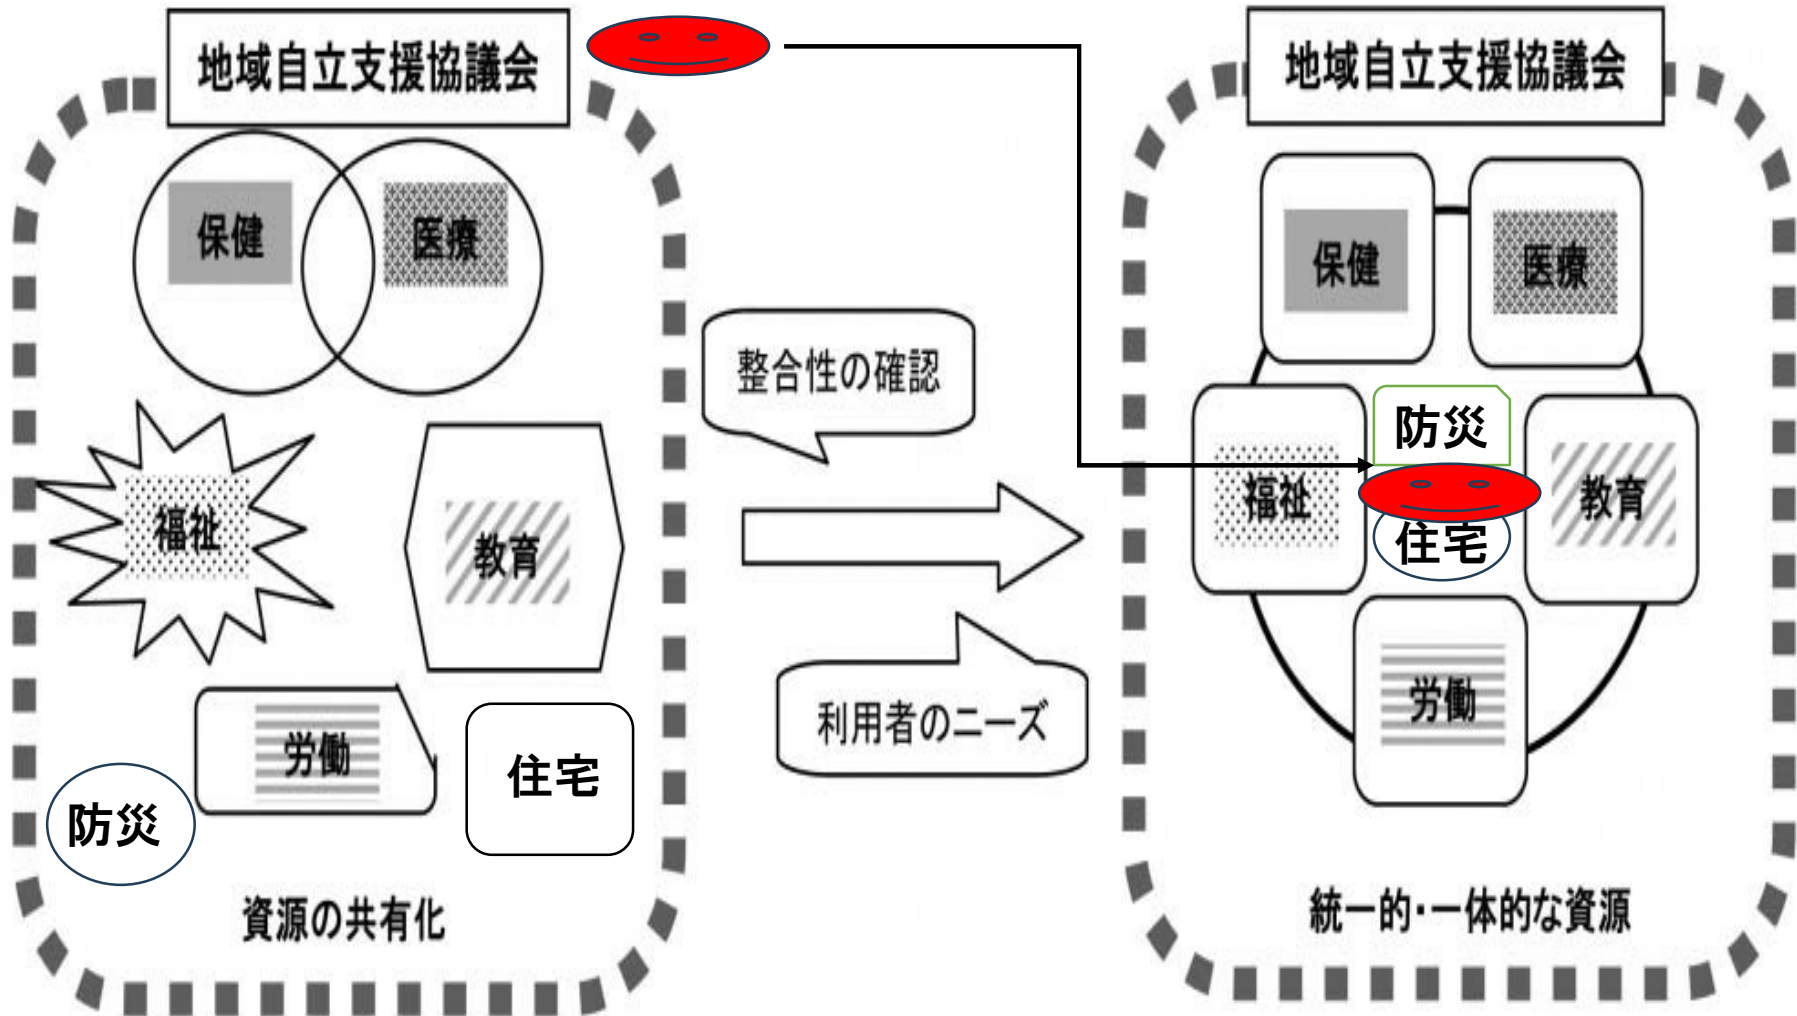 地域自立支援協議会
保健
医療
福祉
教育
労働
住宅
防災
資源の共有化
整合性の確認
利用者のニーズ
地域自立支援協議会
保健
医療
防災
福祉
住宅
教育
労働
統一的・一体的な資源